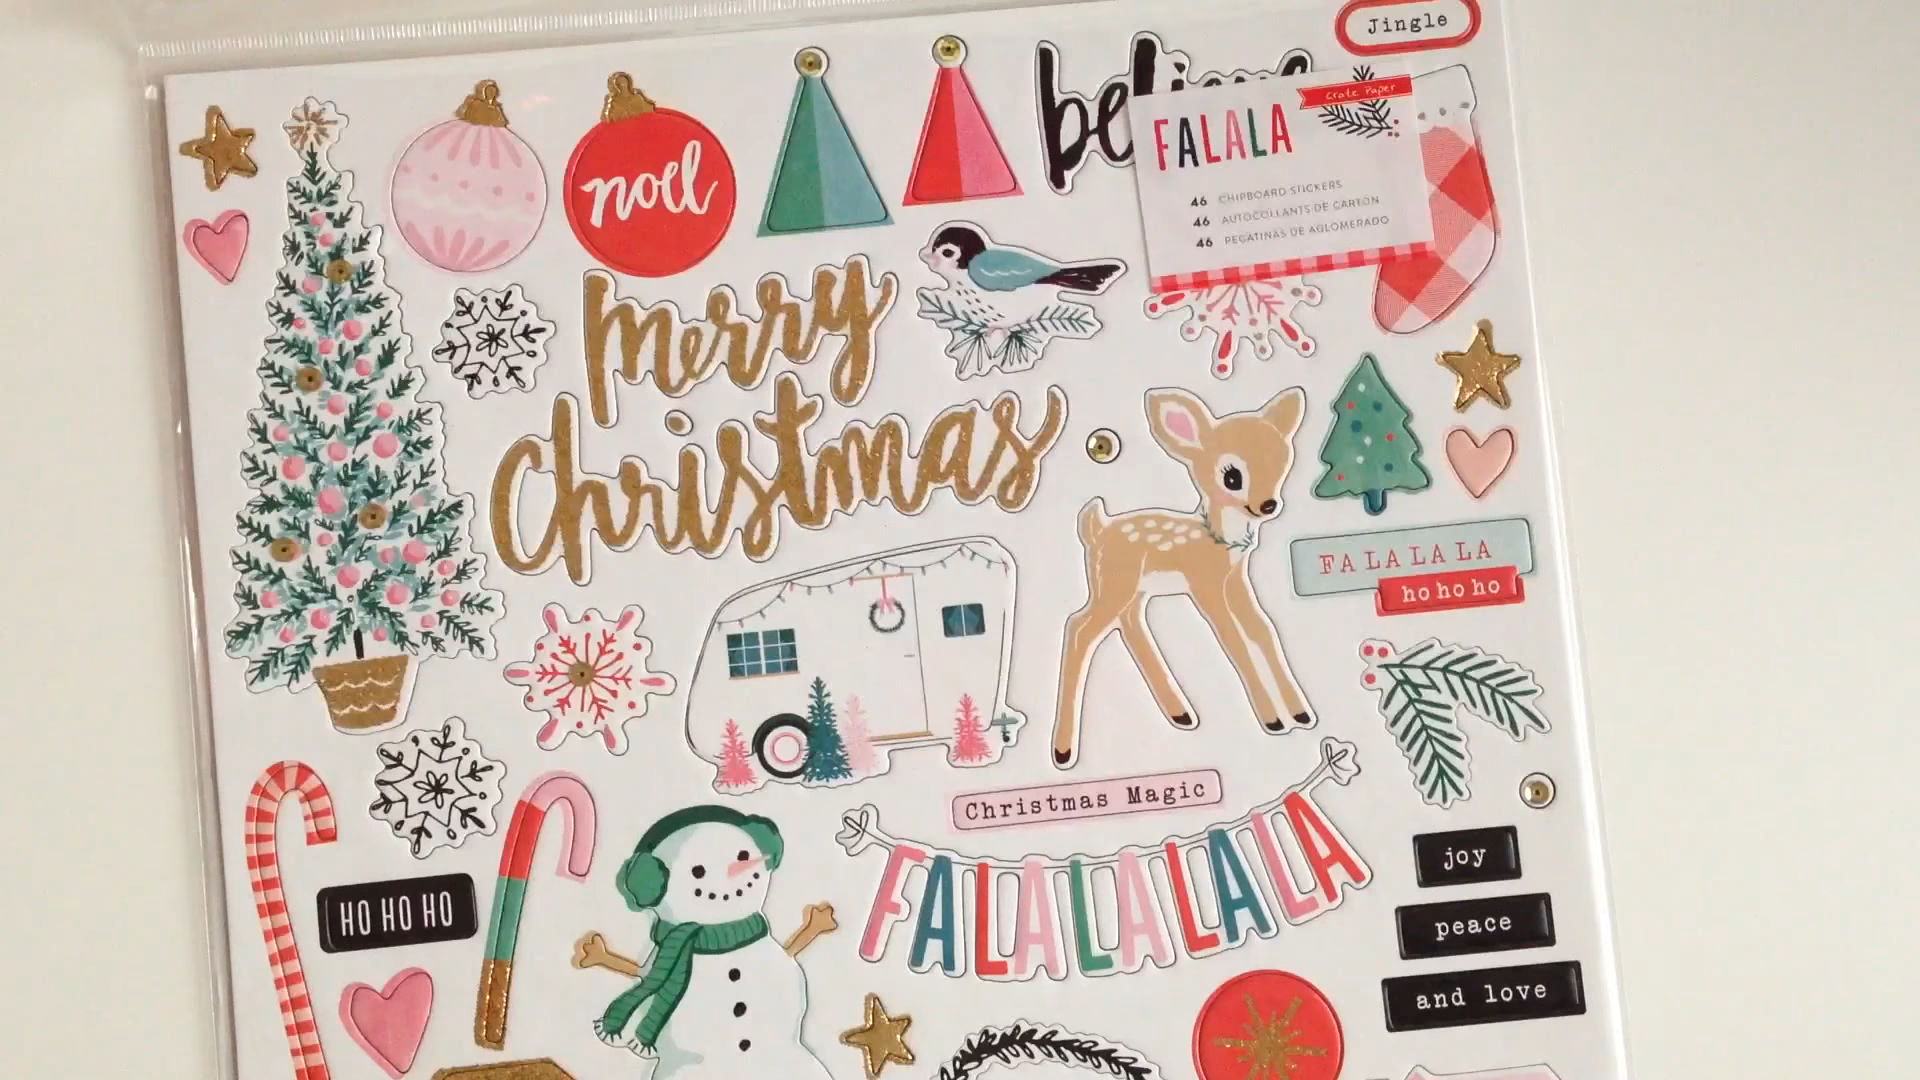 Jingle
believe
Crate Paper
FALALA
46 CHIPBOARD STICKERS
46 AUTOCOLLANTS DE CARTON
46 PEGATINAS DE AGLOMERADO
noel
merry
Christmas
FA LA LA LA
ho ho ho
Christmas Magic
FALALALALA
HO HO HO
joy
peace
and love